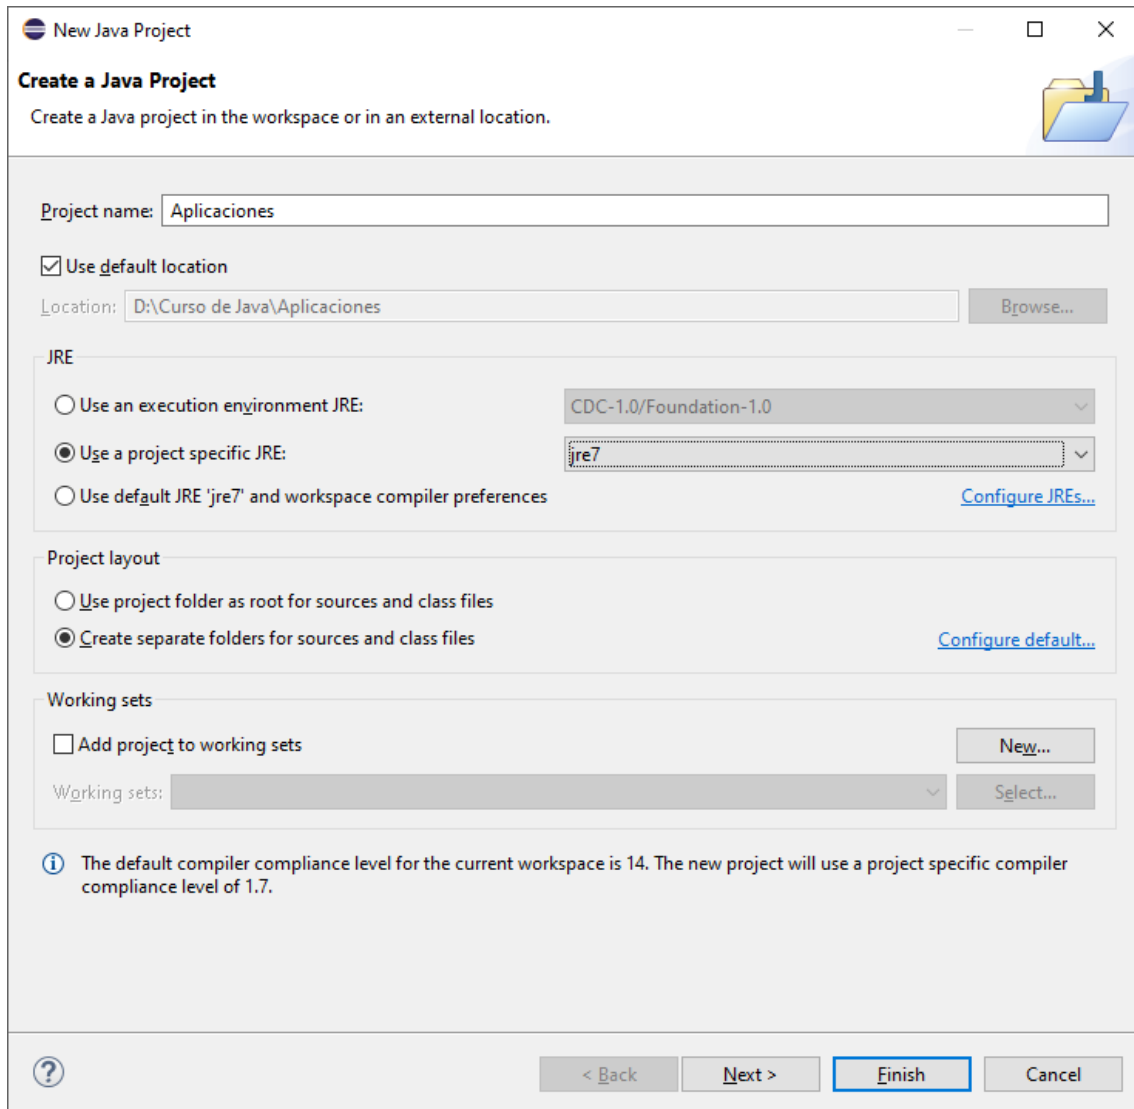 New Java Project
Create a Java Project
Create a Java project in the workspace or in an external location.
Project name: Aplicaciones
Use default location
Location: D:\Curso de Java\Aplicaciones Browse...
JRE
Use an execution environment JRE: CDC-1.0/Foundation-1.0
Use a project specific JRE: jre7
Use default JRE 'jre7' and workspace compiler preferences Configure JREs...
Project layout
Use project folder as root for sources and class files
Create separate folders for sources and class files Configure default...
Working sets
Add project to working sets New...
Working sets: Select...
The default compiler compliance level for the current workspace is 14. The new project will use a project specific compiler
compliance level of 1.7.
? < Back Next > Finish Cancel